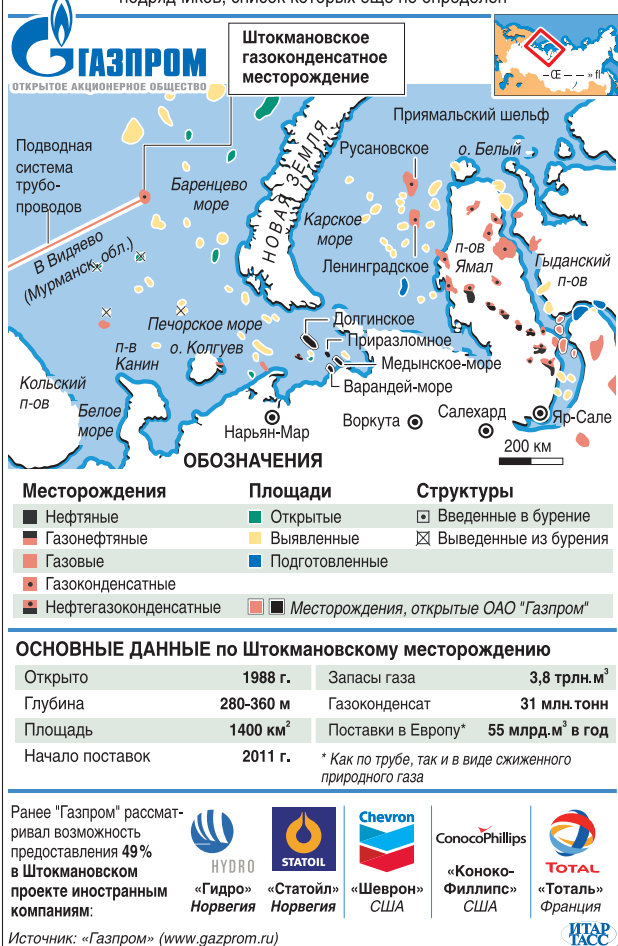 подрядчиков, список которых еще не определен
ГАЗПРОМ
ОТКРЫТОЕ АКЦИОНЕРНОЕ ОБЩЕСТВО
Штокмановское
газоконденсатное
месторождение
Подводная
система
трубо-
проводов
В Видяево
(Мурманск. обл.)
Баренцево
море
НОВАЯ ЗЕМЛЯ
Приямальский шельф
Русановское
о. Белый
Карское
море
Ленинградское
п-ов
Ямал
Гыданский
п-ов
Печорское море
Долгинское
Приразломное
Медынское-море
Варандей-море
п-в
Канин
о. Колгуев
Кольский
п-ов
Белое
море
Нарьян-Мар
Воркута
Салехард
Яр-Сале
200 км
ОБОЗНАЧЕНИЯ
Месторождения
Нефтяные
Газонефтяные
Газовые
Газоконденсатные
Нефтегазоконденсатные
Площади
Открытые
Выявленные
Подготовленные
Структуры
Введенные в бурение
Выведенные из бурения
Месторождения, открытые ОАО "Газпром"
ОСНОВНЫЕ ДАННЫЕ по Штокмановскому месторождению
Открыто 1988 г.
Глубина 280-360 м
Площадь 1400 км²
Начало поставок 2011 г.
Запасы газа 3,8 трлн.м³
Газоконденсат 31 млн.тонн
Поставки в Европу* 55 млрд.м³ в год
* Как по трубе, так и в виде сжиженного
природного газа
Ранее "Газпром" рассмат-
ривал возможность
предоставления 49%
в Штокмановском
проекте иностранным
компаниям:
HYDRO
«Гидро»
Норвегия
STATOIL
«Статойл»
Норвегия
Chevron
«Шеврон»
США
ConocoPhillips
«Коноко-
Филлипс»
США
TOTAL
«Тоталь»
Франция
Источник: «Газпром» (www.gazprom.ru)
ИТАР
ТАСС